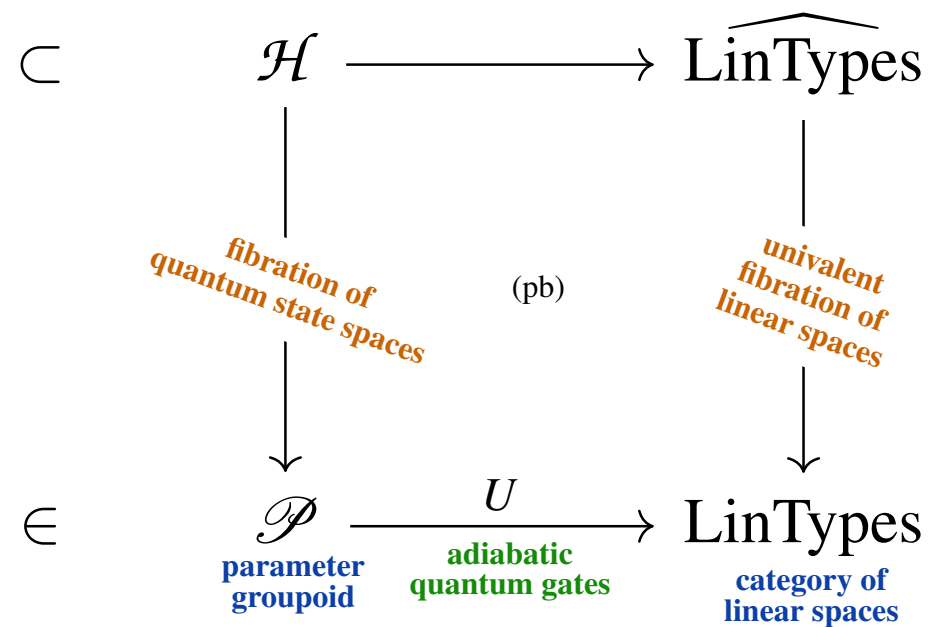 ⊂ ℋ LinTypes
fibration of
quantum state spaces
(pb)
univalent
fibration of
linear spaces
U
∈ 𝒫 LinTypes
parameter
groupoid
adiabatic
quantum gates
category of
linear spaces